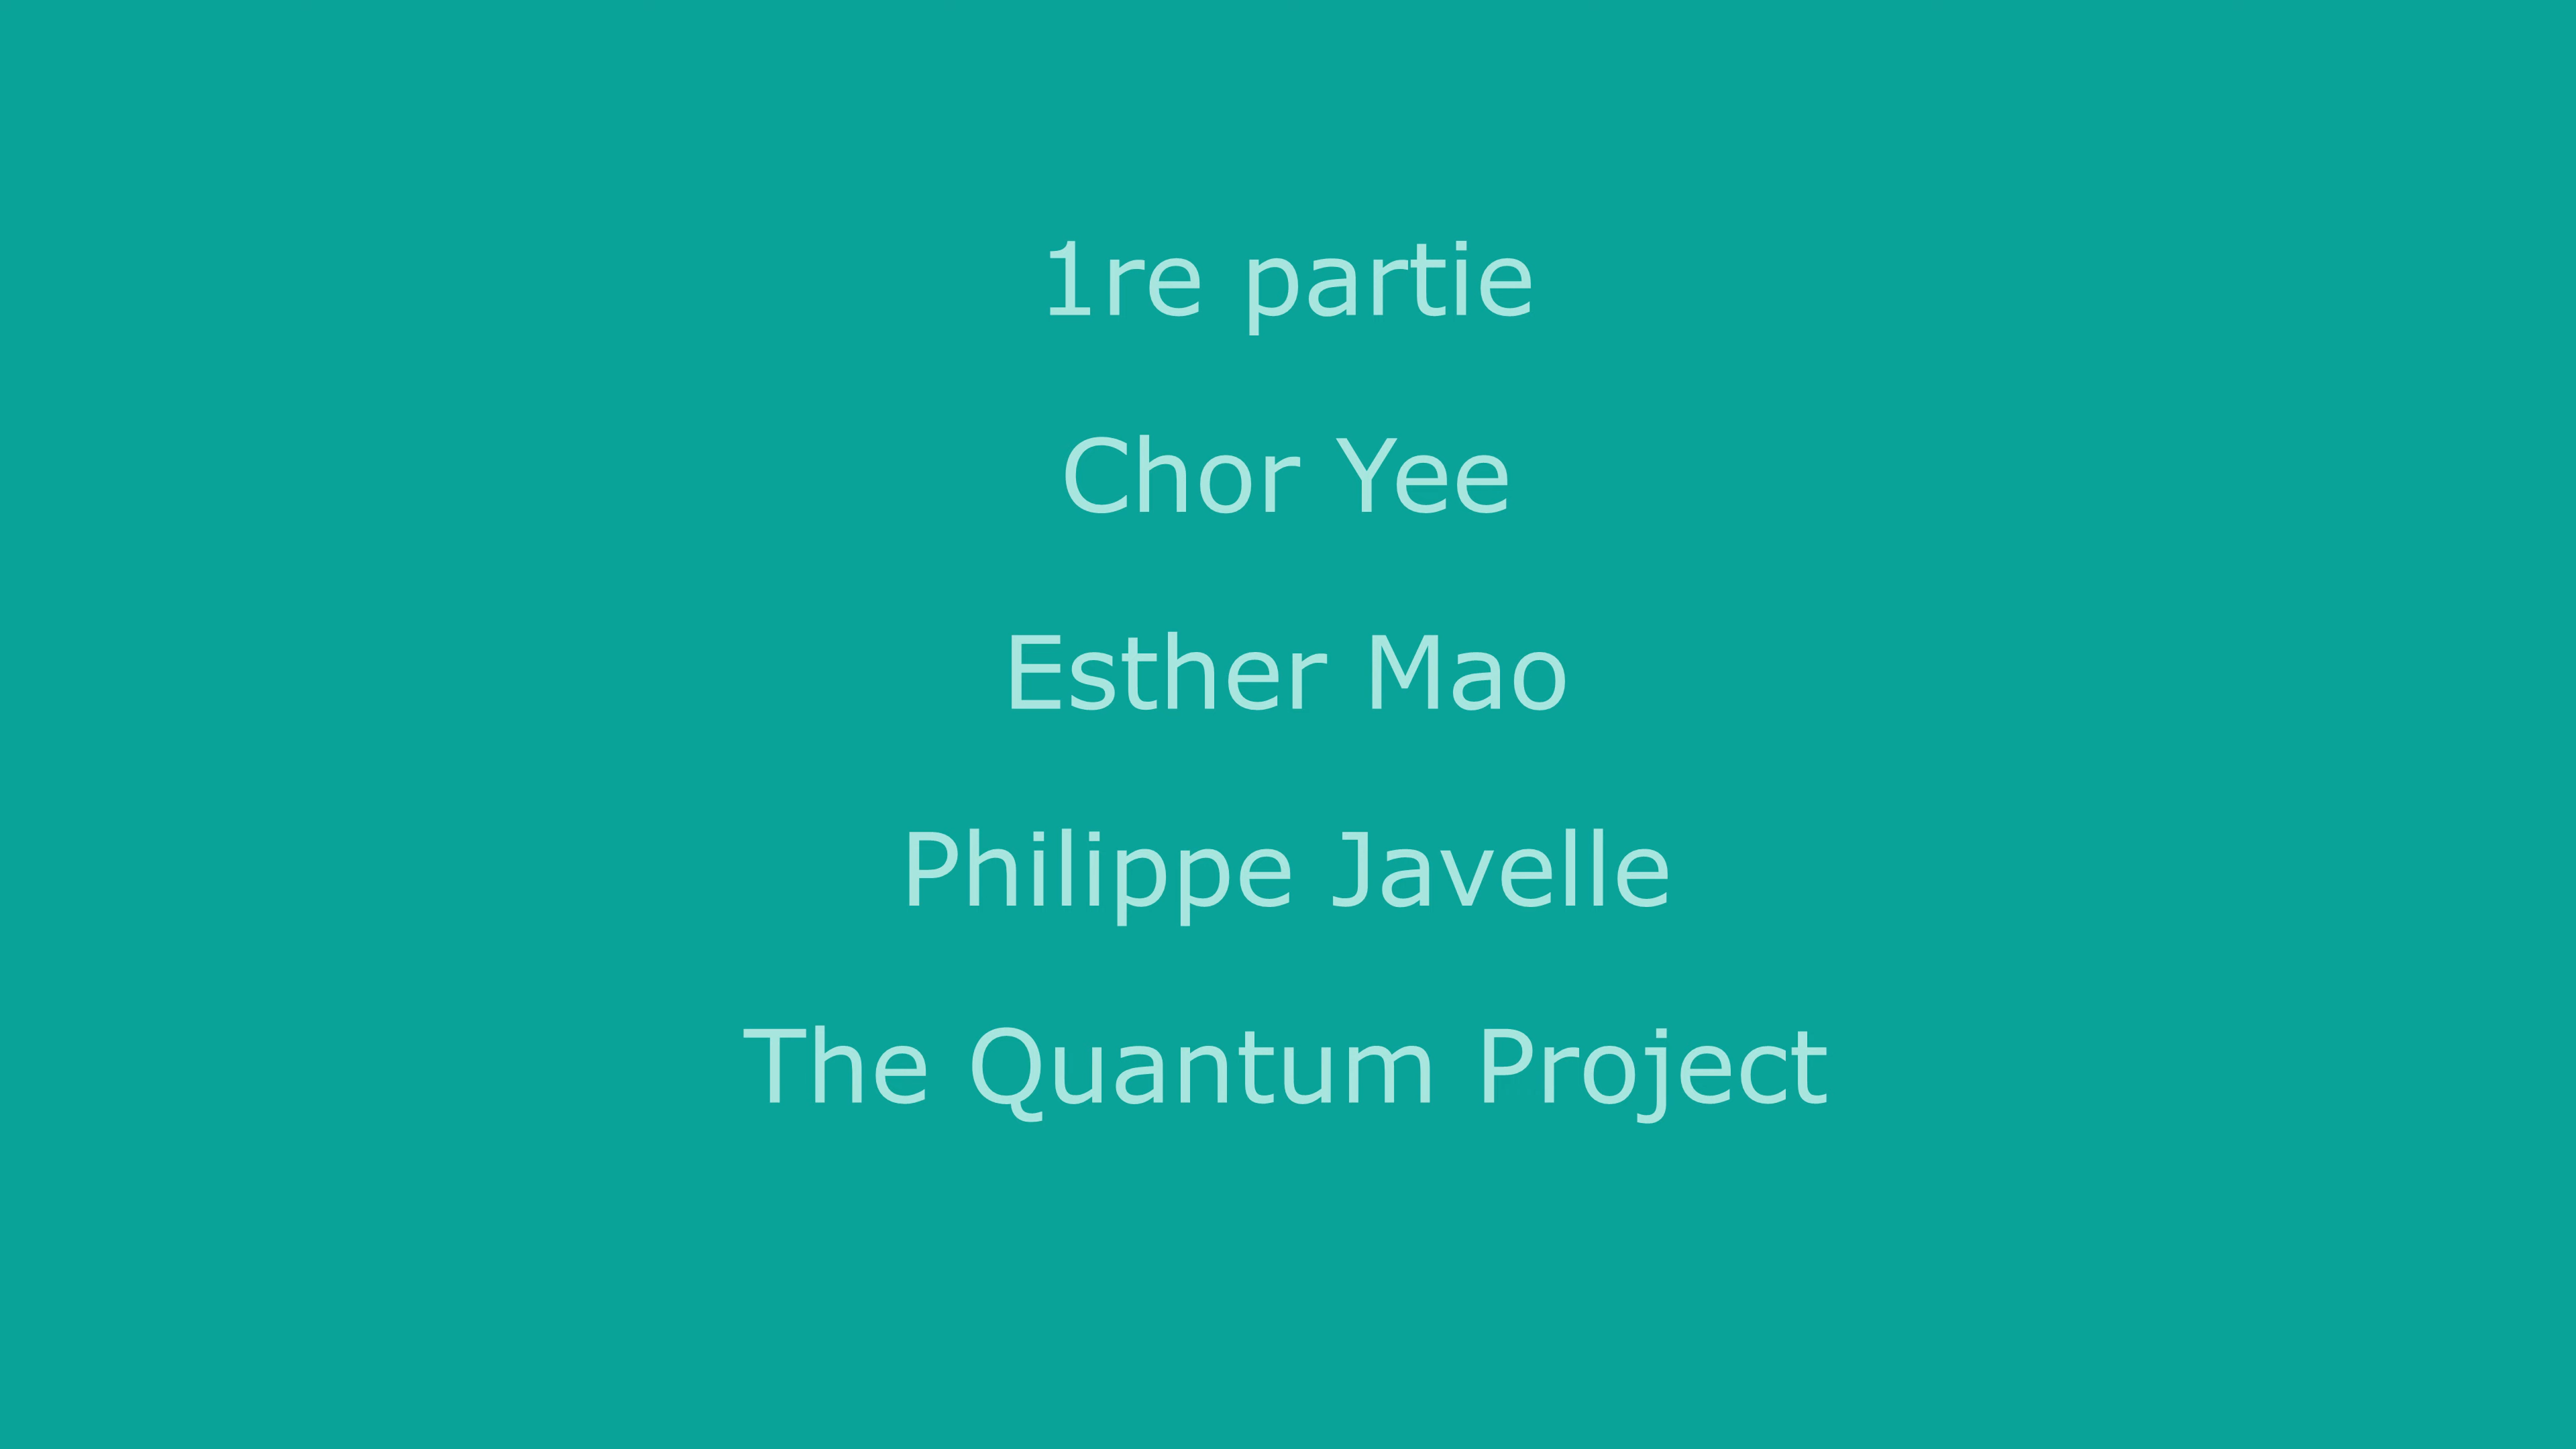 1re partie
Chor Yee
Esther Mao
Philippe Javelle
The Quantum Project